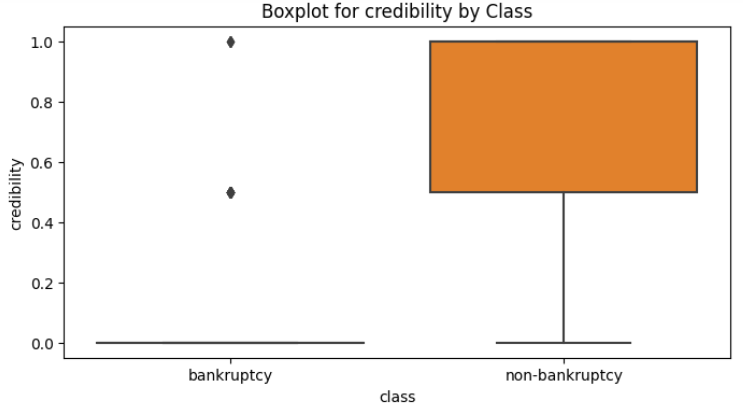 Boxplot for credibility by Class
1.0
0.8
0.6
0.4
0.2
0.0
credibility
bankruptcy
non-bankruptcy
class